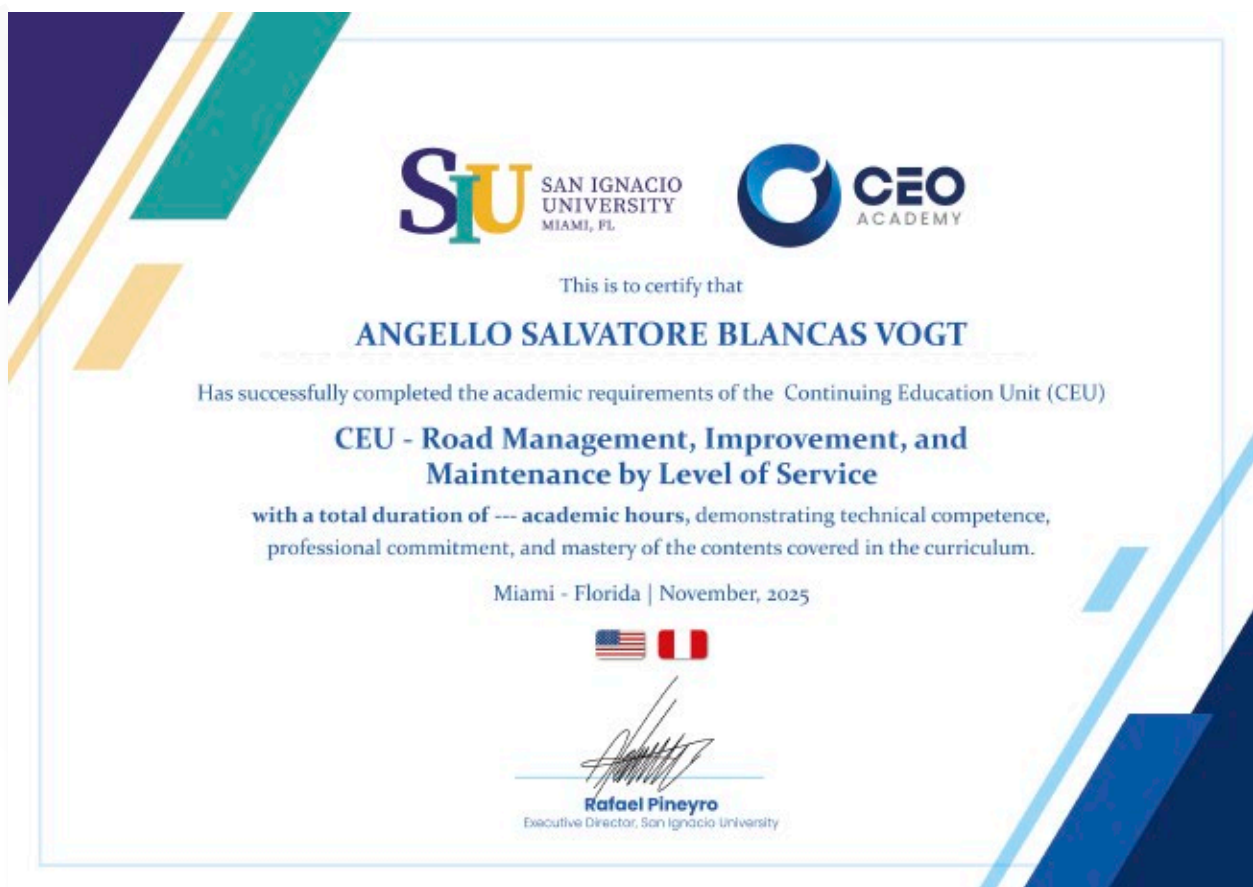 SIU SAN IGNACIO
UNIVERSITY
MIAMI, FL
CEO
ACADEMY
This is to certify that
ANGELLO SALVATORE BLANCAS VOGT
Has successfully completed the academic requirements of the Continuing Education Unit (CEU)
CEU - Road Management, Improvement, and
Maintenance by Level of Service
with a total duration of --- academic hours, demonstrating technical competence,
professional commitment, and mastery of the contents covered in the curriculum.
Miami - Florida | November, 2025
Rafael Pineyro
Executive Director, San Ignacio University